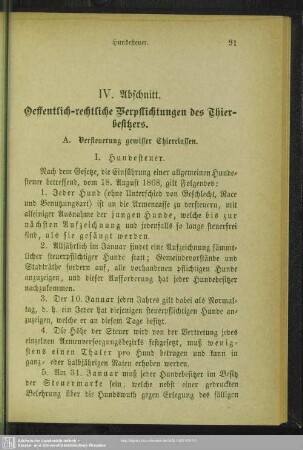 Hundesteuer.
91
IV. Abschnitt.
Oeffentlich-rechtliche Verpflichtungen des Thier-
besitzers.
A. Versteuerung gewisser Thierclassen.
I. Hundesteuer.
Nach dem Gesetze, die Einführung einer allgemeinen Hunde-
steuer betreffend, vom 18. August 1868, gilt Folgendes:
1. Jeder Hund (ohne Unterschied von Geschlecht, Race
und Benutzungsart) ist an die Armencasse zu versteuern, mit
alleiniger Ausnahme der jungen Hunde, welche bis zur
nächsten Aufzeichnung und jedenfalls so lange steuerfrei
sind, als sie gesäugt werden.
2. Alljährlich im Januar findet eine Aufzeichnung sämmt-
licher steuerpflichtiger Hunde statt; Gemeindevorstände und
Stadträthe fordern auf, alle vorhandenen pflichtigen Hunde
anzuzeigen, und dieser Aufforderung hat jeder Hundebesitzer
nachzukommen.
3. Der 10. Januar jeden Jahres gilt dabei als Normal-
tag, d. h. ein Jeder hat diejenigen steuerpflichtigen Hunde an-
zuzeigen, welche er an diesem Tage besitzt.
4. Die Höhe der Steuer wird von der Vertretung jedes
einzelnen Armenversorgungsbezirks festgesetzt, muß wenig-
stens einen Thaler pro Hund betragen und kann in
ganz- oder halbjährigen Raten erhoben werden.
5. Am 31. Januar muß jeder Hundebesitzer im Besitz
der Steuermarke sein, welche nebst einer gedruckten
Belehrung über die Hundswuth gegen Erlegung des fälligen